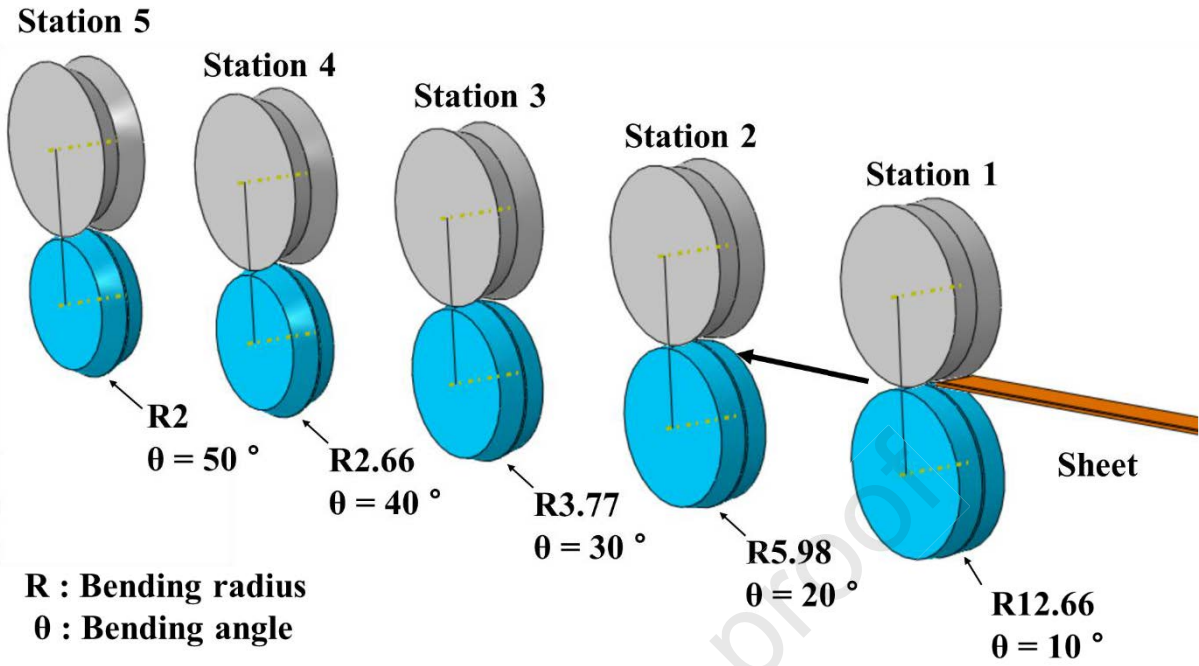 Station 5
Station 4
Station 3
Station 2
Station 1
Sheet
R2
θ = 50 °
R2.66
θ = 40 °
R3.77
θ = 30 °
R5.98
θ = 20 °
R12.66
θ = 10 °
R : Bending radius
θ : Bending angle
proof